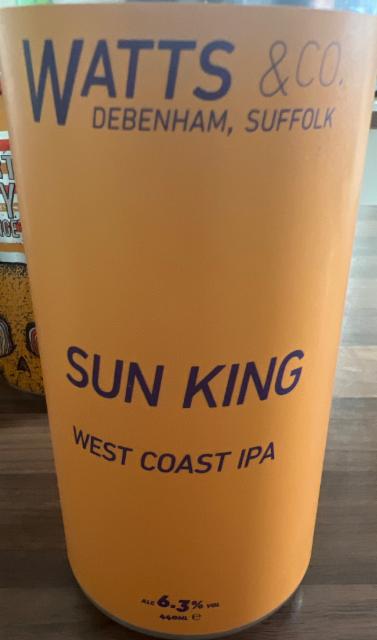 WATTS & CO.
DEBENHAM, SUFFOLK
SUN KING
WEST COAST IPA
ALC 6.3% VOL
440ML ℮